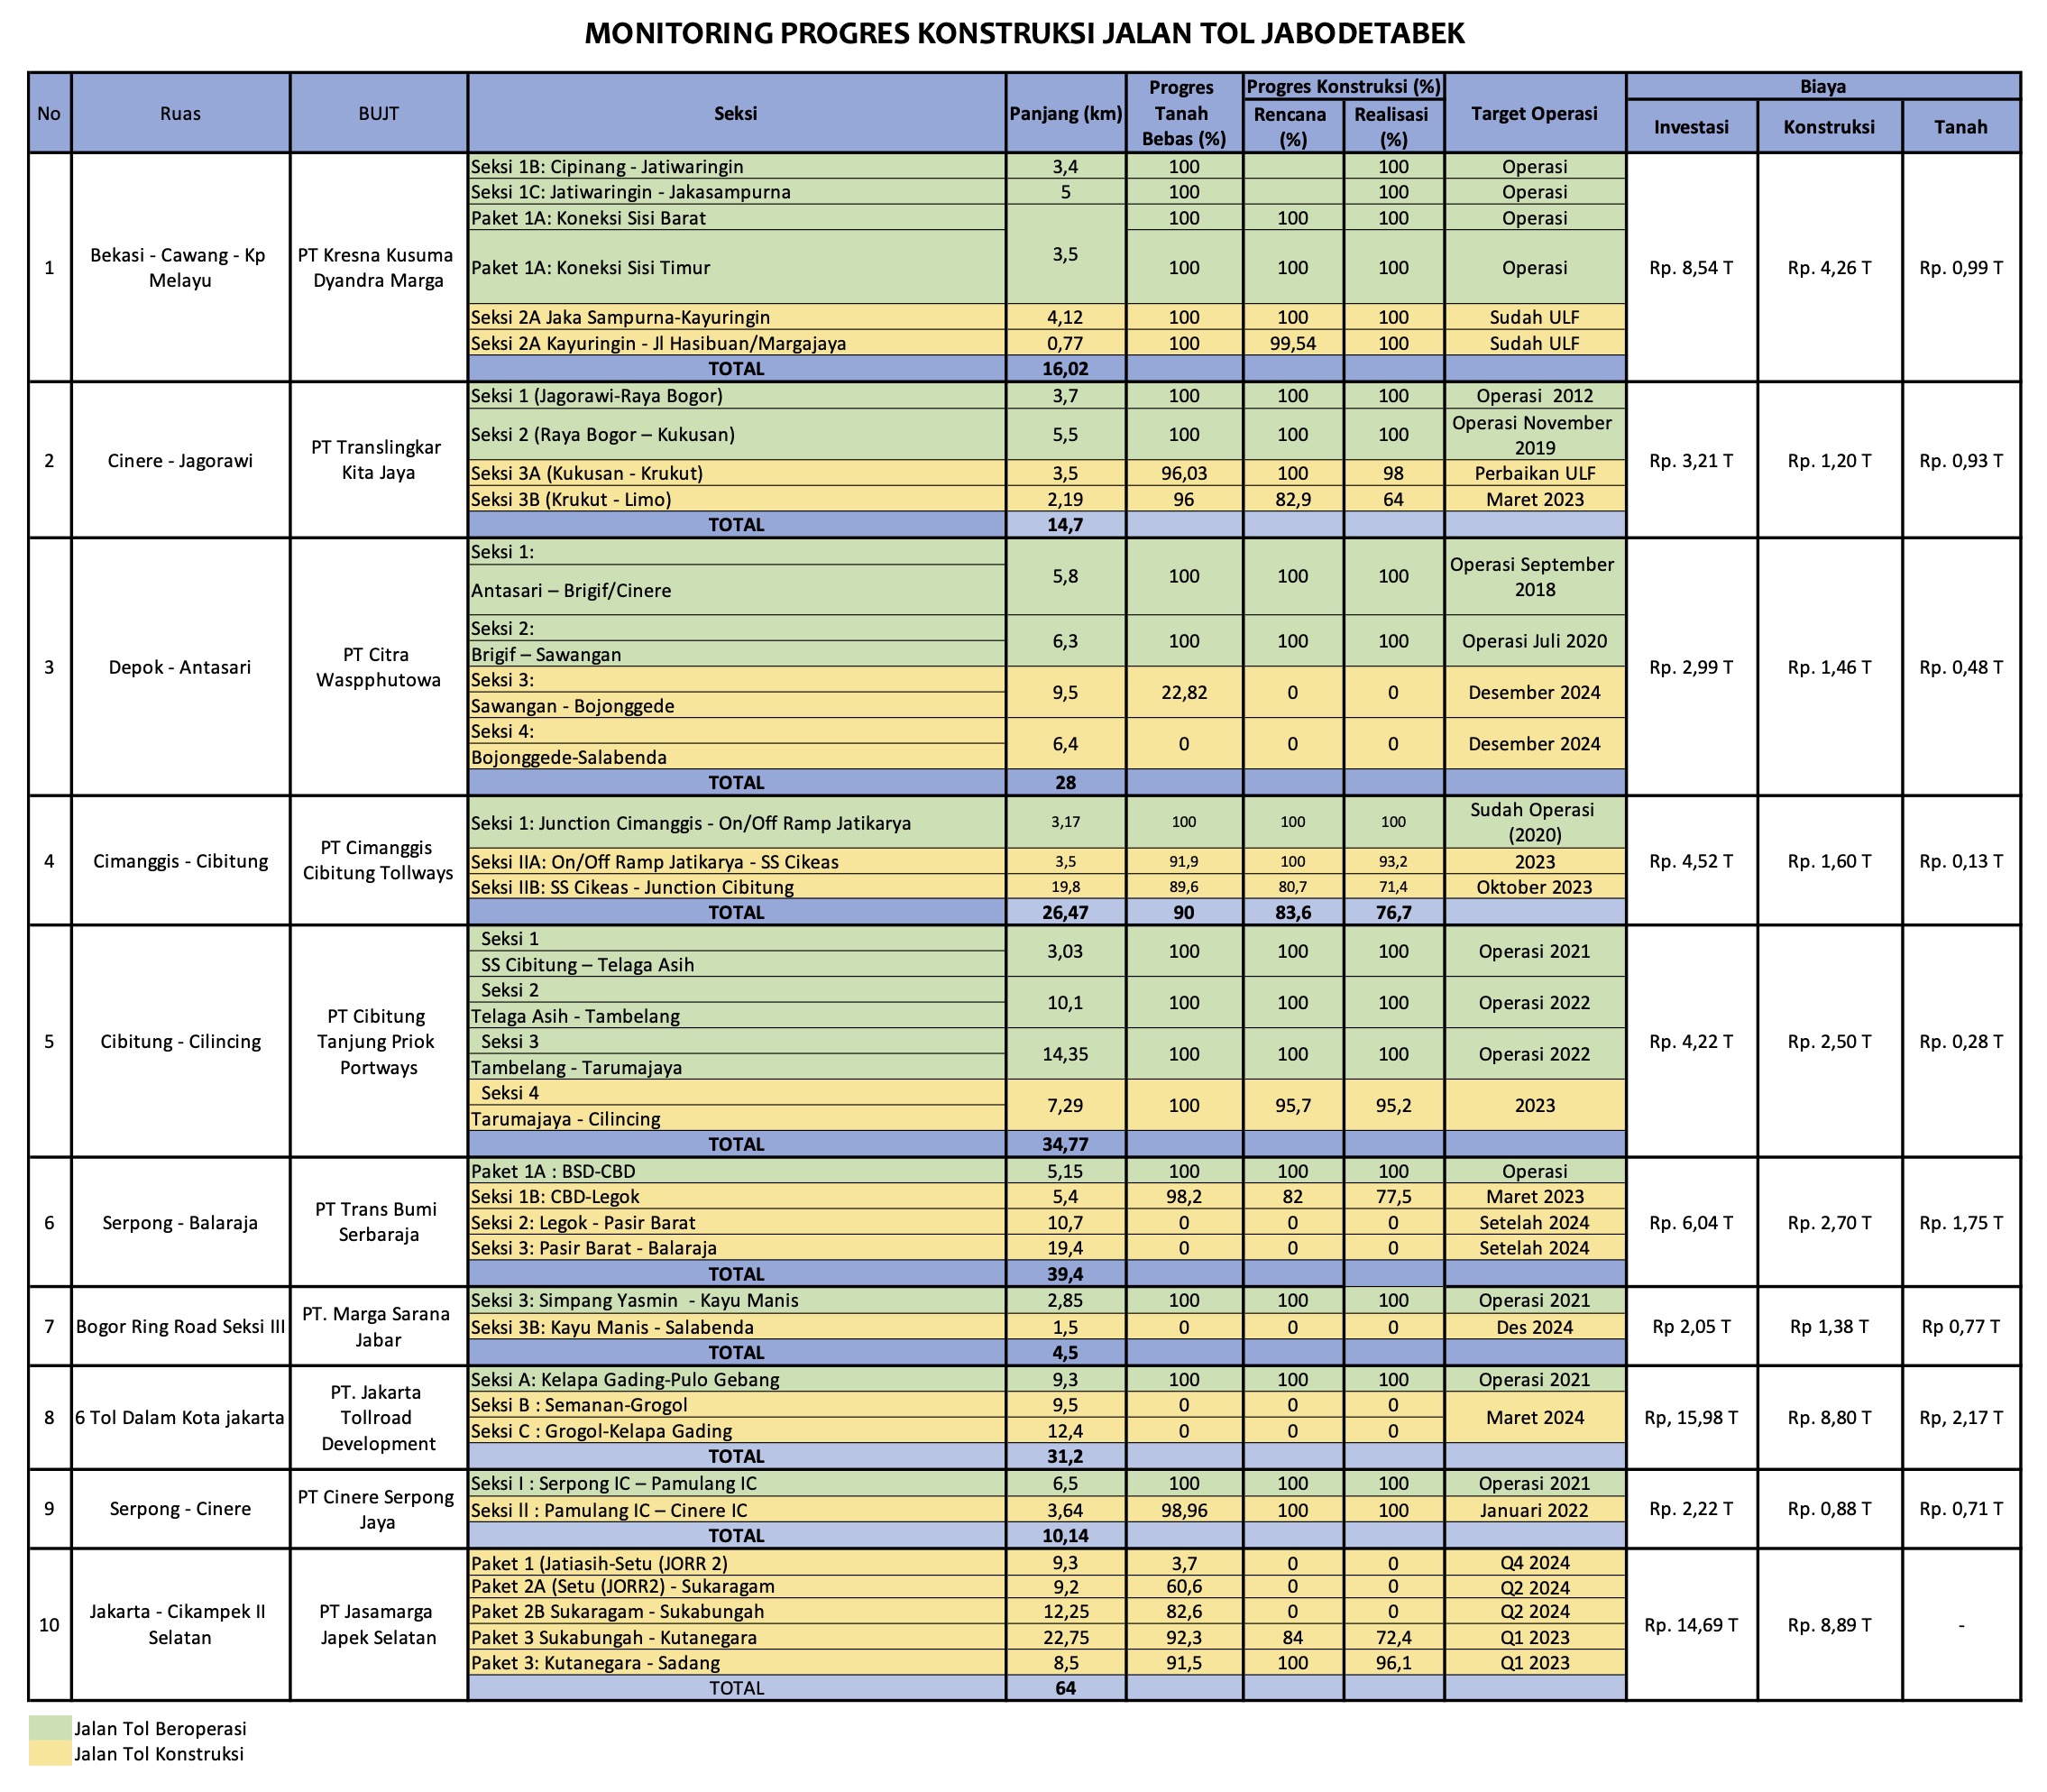 MONITORING PROGRES KONSTRUKSI JALAN TOL JABODETABEK
No Ruas BUJT Seksi Panjang (km) Progres Tanah Bebas (%) Progres Konstruksi (%) Rencana (%) Realisasi (%) Target Operasi Biaya Investasi Konstruksi Tanah
1 Bekasi - Cawang - Kp Melayu PT Kresna Kusuma Dyandra Marga Rp. 8,54 T Rp. 4,26 T Rp. 0,99 T
Seksi 1B: Cipinang - Jatiwaringin 3,4 100 100 Operasi
Seksi 1C: Jatiwaringin - Jakasampurna 5 100 100 Operasi
Paket 1A: Koneksi Sisi Barat 3,5 100 100 100 Operasi
Paket 1A: Koneksi Sisi Timur 100 100 100 Operasi
Seksi 2A Jaka Sampurna-Kayuringin 4,12 100 100 100 Sudah ULF
Seksi 2A Kayuringin - Jl Hasibuan/Margajaya 0,77 100 99,54 100 Sudah ULF
TOTAL 16,02
2 Cinere - Jagorawi PT Translingkar Kita Jaya Rp. 3,21 T Rp. 1,20 T Rp. 0,93 T
Seksi 1 (Jagorawi-Raya Bogor) 3,7 100 100 100 Operasi 2012
Seksi 2 (Raya Bogor – Kukusan) 5,5 100 100 100 Operasi November 2019
Seksi 3A (Kukusan - Krukut) 3,5 96,03 100 98 Perbaikan ULF
Seksi 3B (Krukut - Limo) 2,19 96 82,9 64 Maret 2023
TOTAL 14,7
3 Depok - Antasari PT Citra Waspphutowa Rp. 2,99 T Rp. 1,46 T Rp. 0,48 T
Seksi 1:
Antasari – Brigif/Cinere 5,8 100 100 100 Operasi September 2018
Seksi 2:
Brigif – Sawangan 6,3 100 100 100 Operasi Juli 2020
Seksi 3:
Sawangan - Bojonggede 9,5 22,82 0 0 Desember 2024
Seksi 4:
Bojonggede-Salabenda 6,4 0 0 0 Desember 2024
TOTAL 28
4 Cimanggis - Cibitung PT Cimanggis Cibitung Tollways Rp. 4,52 T Rp. 1,60 T Rp. 0,13 T
Seksi 1: Junction Cimanggis - On/Off Ramp Jatikarya 3,17 100 100 100 Sudah Operasi (2020)
Seksi IIA: On/Off Ramp Jatikarya - SS Cikeas 3,5 91,9 100 93,2 2023
Seksi IIB: SS Cikeas - Junction Cibitung 19,8 89,6 80,7 71,4 Oktober 2023
TOTAL 26,47 90 83,6 76,7
5 Cibitung - Cilincing PT Cibitung Tanjung Priok Portways Rp. 4,22 T Rp. 2,50 T Rp. 0,28 T
Seksi 1
SS Cibitung – Telaga Asih 3,03 100 100 100 Operasi 2021
Seksi 2
Telaga Asih - Tambelang 10,1 100 100 100 Operasi 2022
Seksi 3
Tambelang - Tarumajaya 14,35 100 100 100 Operasi 2022
Seksi 4
Tarumajaya - Cilincing 7,29 100 95,7 95,2 2023
TOTAL 34,77
6 Serpong - Balaraja PT Trans Bumi Serbaraja Rp. 6,04 T Rp. 2,70 T Rp. 1,75 T
Paket 1A : BSD-CBD 5,15 100 100 100 Operasi
Seksi 1B: CBD-Legok 5,4 98,2 82 77,5 Maret 2023
Seksi 2: Legok - Pasir Barat 10,7 0 0 0 Setelah 2024
Seksi 3: Pasir Barat - Balaraja 19,4 0 0 0 Setelah 2024
TOTAL 39,4
7 Bogor Ring Road Seksi III PT. Marga Sarana Jabar Rp 2,05 T Rp 1,38 T Rp 0,77 T
Seksi 3: Simpang Yasmin - Kayu Manis 2,85 100 100 100 Operasi 2021
Seksi 3B: Kayu Manis - Salabenda 1,5 0 0 0 Des 2024
TOTAL 4,5
8 6 Tol Dalam Kota jakarta PT. Jakarta Tollroad Development Rp, 15,98 T Rp. 8,80 T Rp, 2,17 T
Seksi A: Kelapa Gading-Pulo Gebang 9,3 100 100 100 Operasi 2021
Seksi B : Semanan-Grogol 9,5 0 0 0 Maret 2024
Seksi C : Grogol-Kelapa Gading 12,4 0 0 0
TOTAL 31,2
9 Serpong - Cinere PT Cinere Serpong Jaya Rp. 2,22 T Rp. 0,88 T Rp. 0,71 T
Seksi I : Serpong IC – Pamulang IC 6,5 100 100 100 Operasi 2021
Seksi II : Pamulang IC – Cinere IC 3,64 98,96 100 100 Januari 2022
TOTAL 10,14
10 Jakarta - Cikampek II Selatan PT Jasamarga Japek Selatan Rp. 14,69 T Rp. 8,89 T -
Paket 1 (Jatiasih-Setu (JORR 2) 9,3 3,7 0 0 Q4 2024
Paket 2A (Setu (JORR2) - Sukaragam 9,2 60,6 0 0 Q2 2024
Paket 2B Sukaragam - Sukabungah 12,25 82,6 0 0 Q2 2024
Paket 3 Sukabungah - Kutanegara 22,75 92,3 84 72,4 Q1 2023
Paket 3: Kutanegara - Sadang 8,5 91,5 100 96,1 Q1 2023
TOTAL 64
Jalan Tol Beroperasi
Jalan Tol Konstruksi